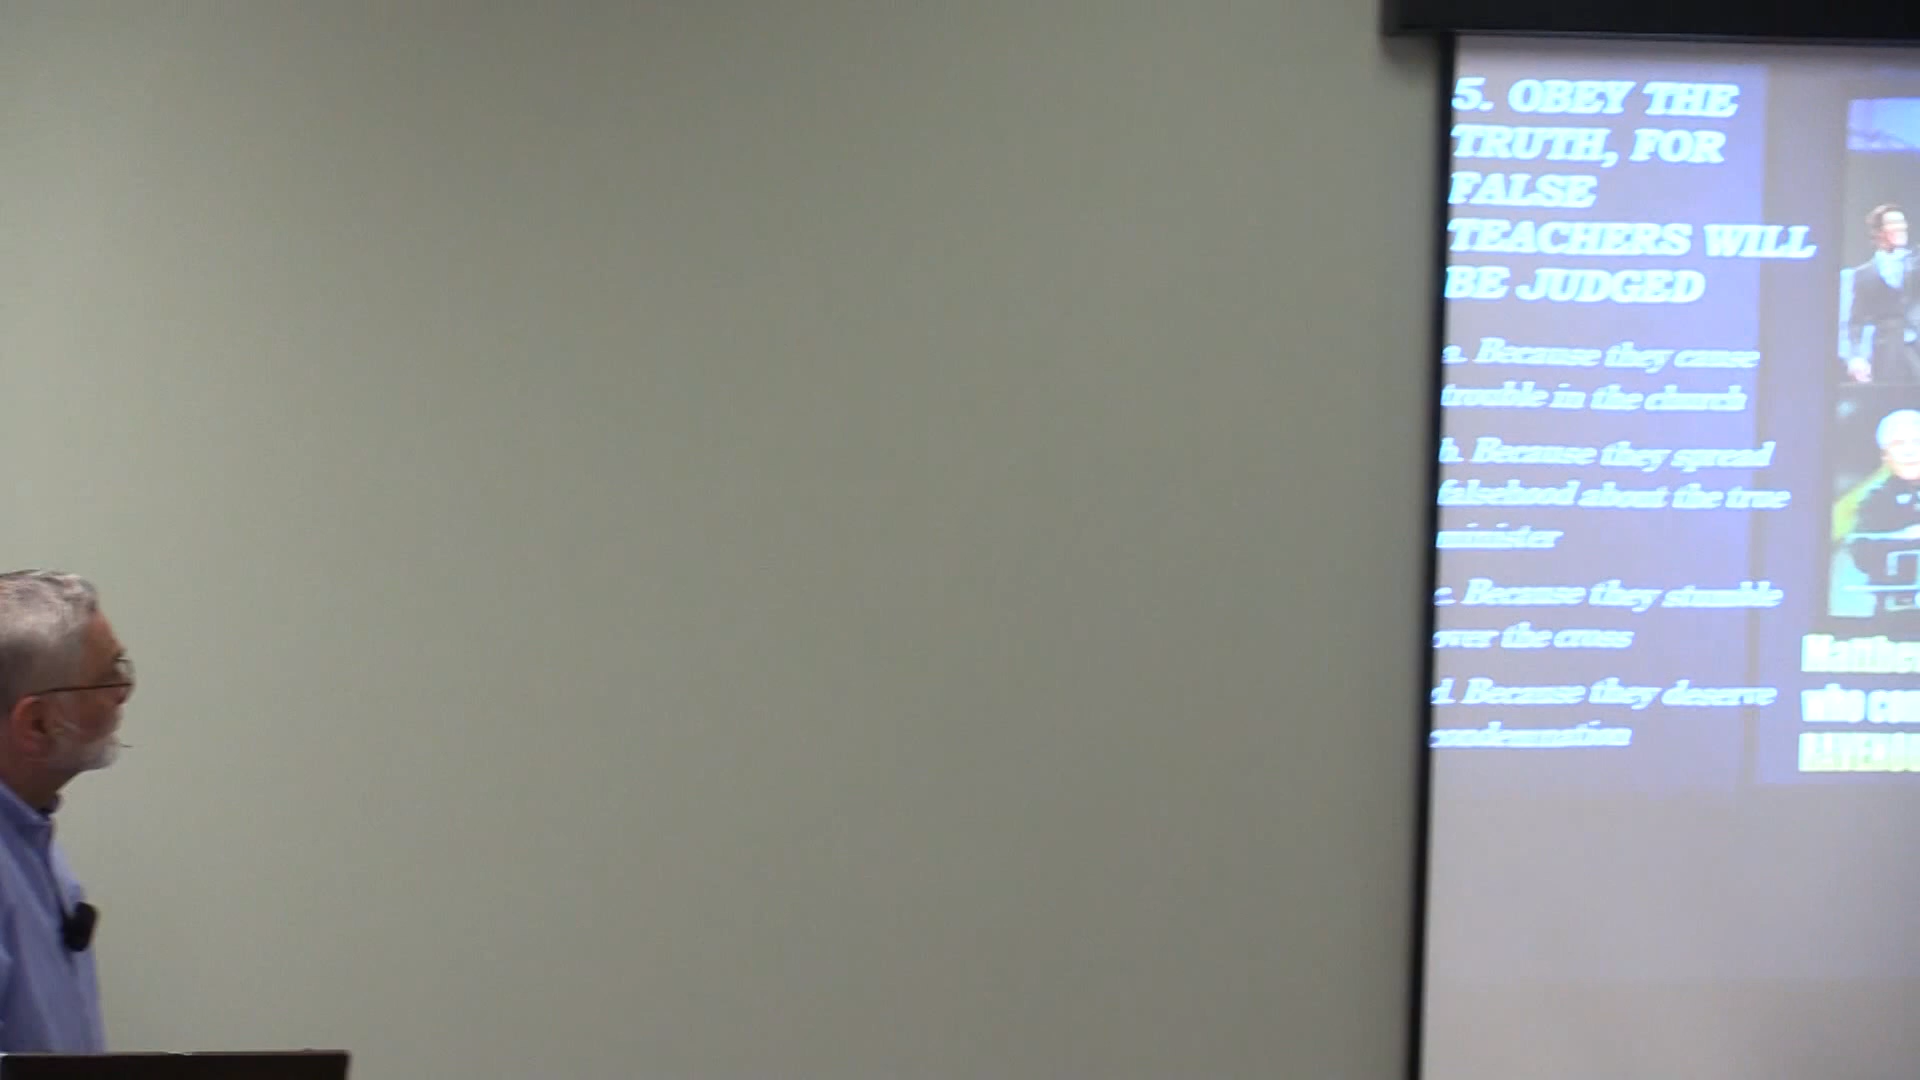 5. OBEY THE
TRUTH, FOR
FALSE
TEACHERS WILL
BE JUDGED
a. Because they cause
trouble in the church
b. Because they spread
falsehood about the true
minister
c. Because they stumble
over the cross
d. Because they deserve
condemnation
who